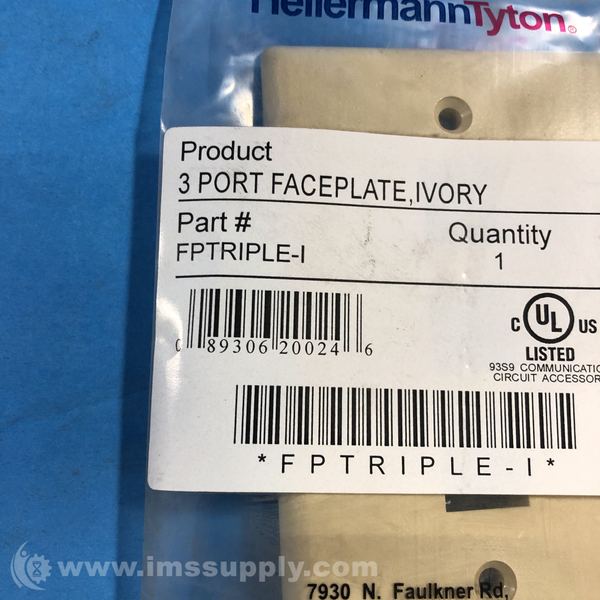 HellermannTyton®
Product
3 PORT FACEPLATE,IVORY
Part #
FPTRIPLE-I
Quantity
1
0 89306 20024 6
C UL US
LISTED
93S9 COMMUNICATIO
CIRCUIT ACCESSOR
*FPTRIPLE-I*
© www.imssupply.com
7930 N. Faulkner Rd,